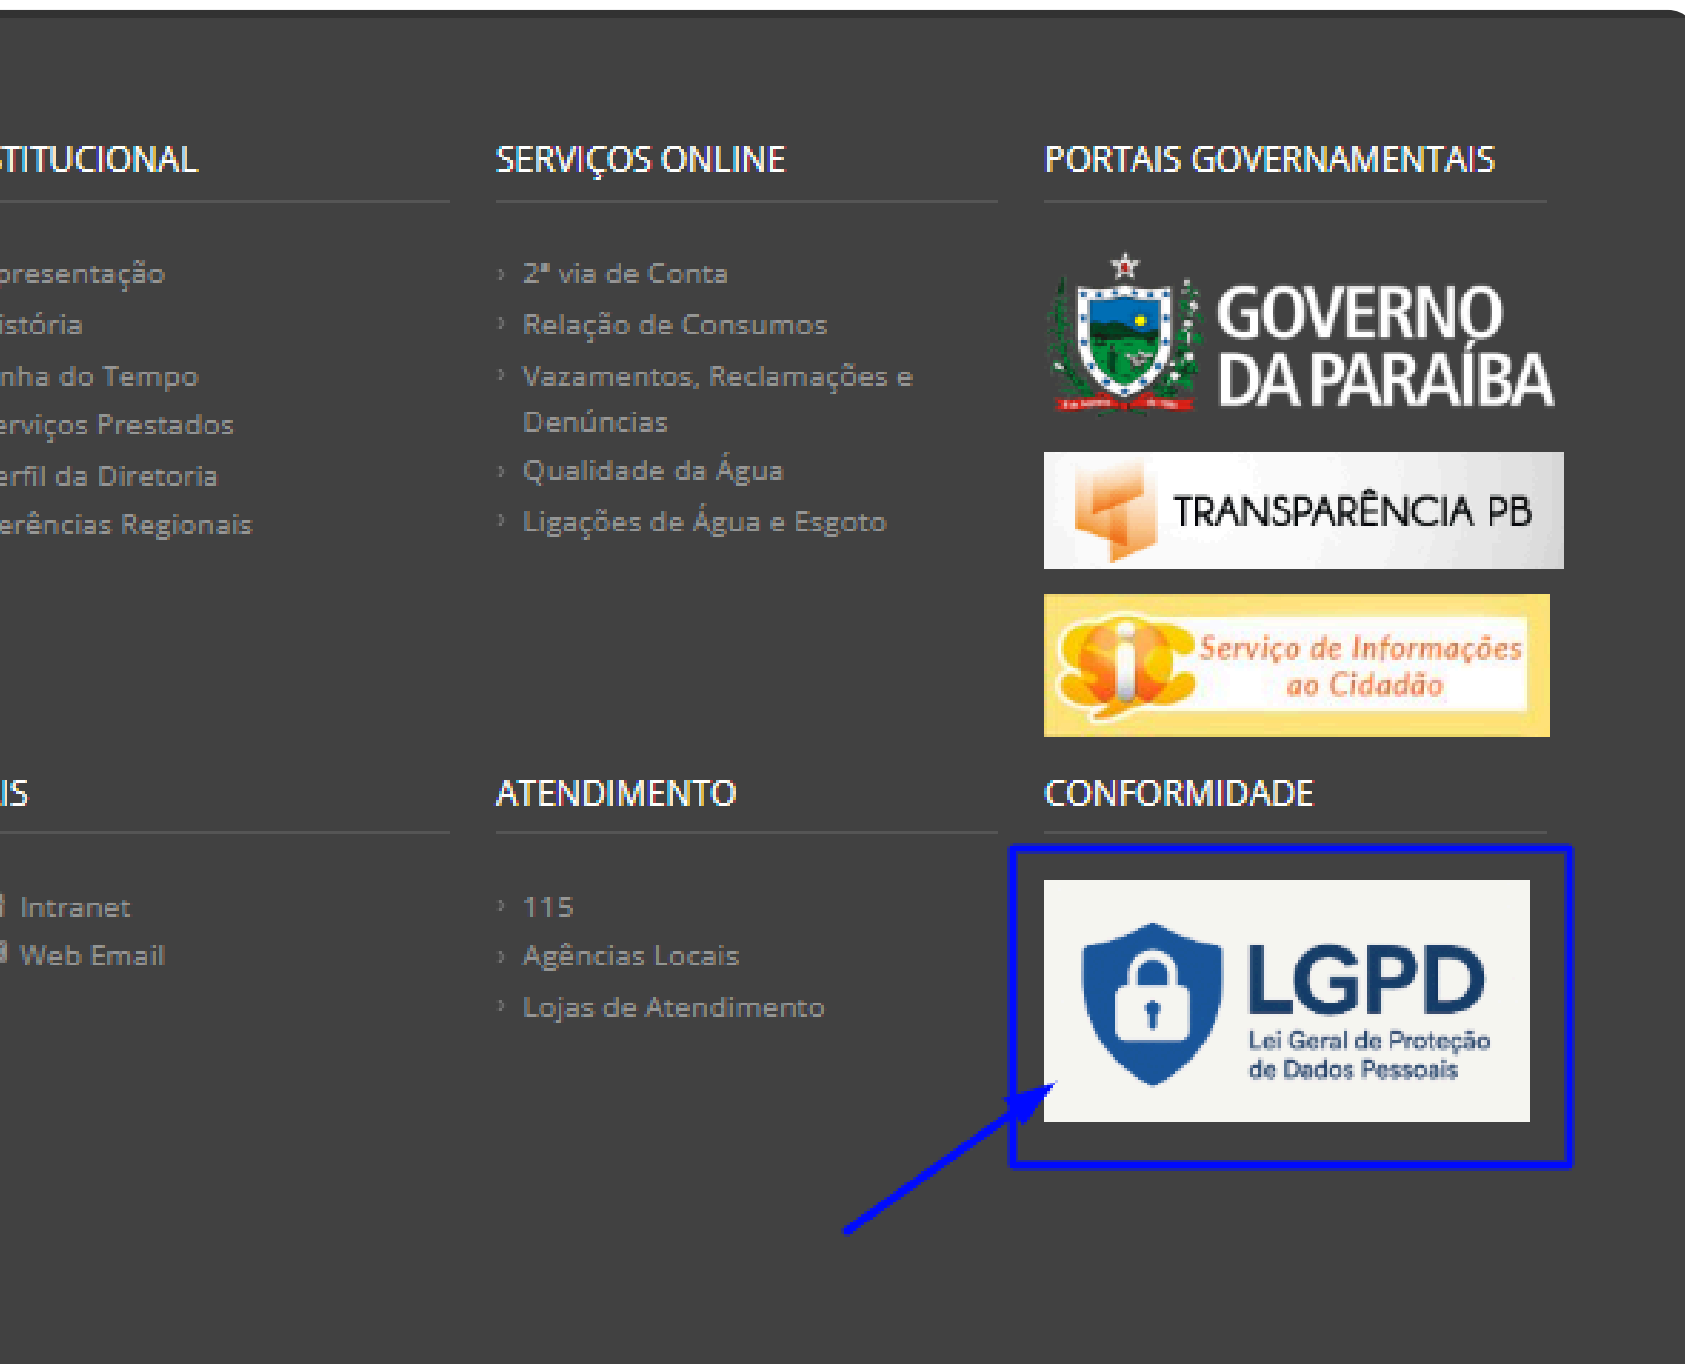 STITUCIONAL
presentação
istória
nha do Tempo
erviços Prestados
erfil da Diretoria
erências Regionais
SERVIÇOS ONLINE
2ª via de Conta
Relação de Consumos
Vazamentos, Reclamações e
Denúncias
Qualidade da Água
Ligações de Água e Esgoto
PORTAIS GOVERNAMENTAIS
GOVERNO
DA PARAÍBA
TRANSPARÊNCIA PB
sic
Serviço de Informações
ao Cidadão
IS
Intranet
Web Email
ATENDIMENTO
115
Agências Locais
Lojas de Atendimento
CONFORMIDADE
LGPD
Lei Geral de Proteção
de Dados Pessoais